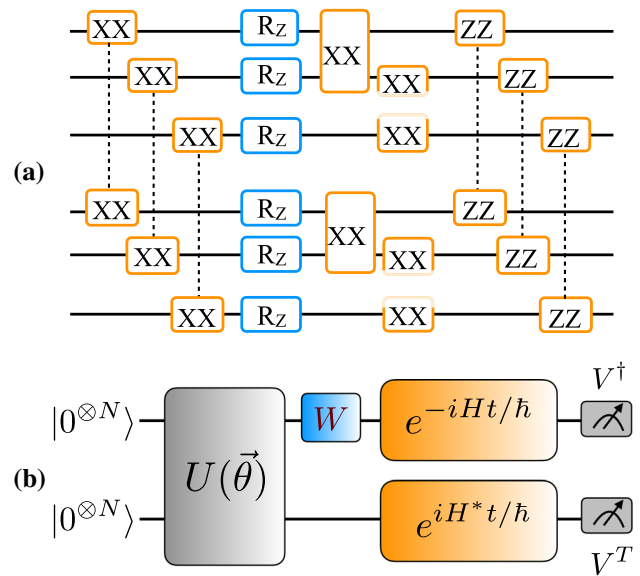 XX R_Z XX ZZ
XX R_Z XX ZZ
XX R_Z XX ZZ
(a)
XX R_Z XX ZZ
XX R_Z XX ZZ
XX R_Z XX ZZ
V^†
|0^{⊗N}⟩ U(\vec{θ}) W e^{-iHt/ħ}
(b)
|0^{⊗N}⟩ e^{iH^*t/ħ}
V^T